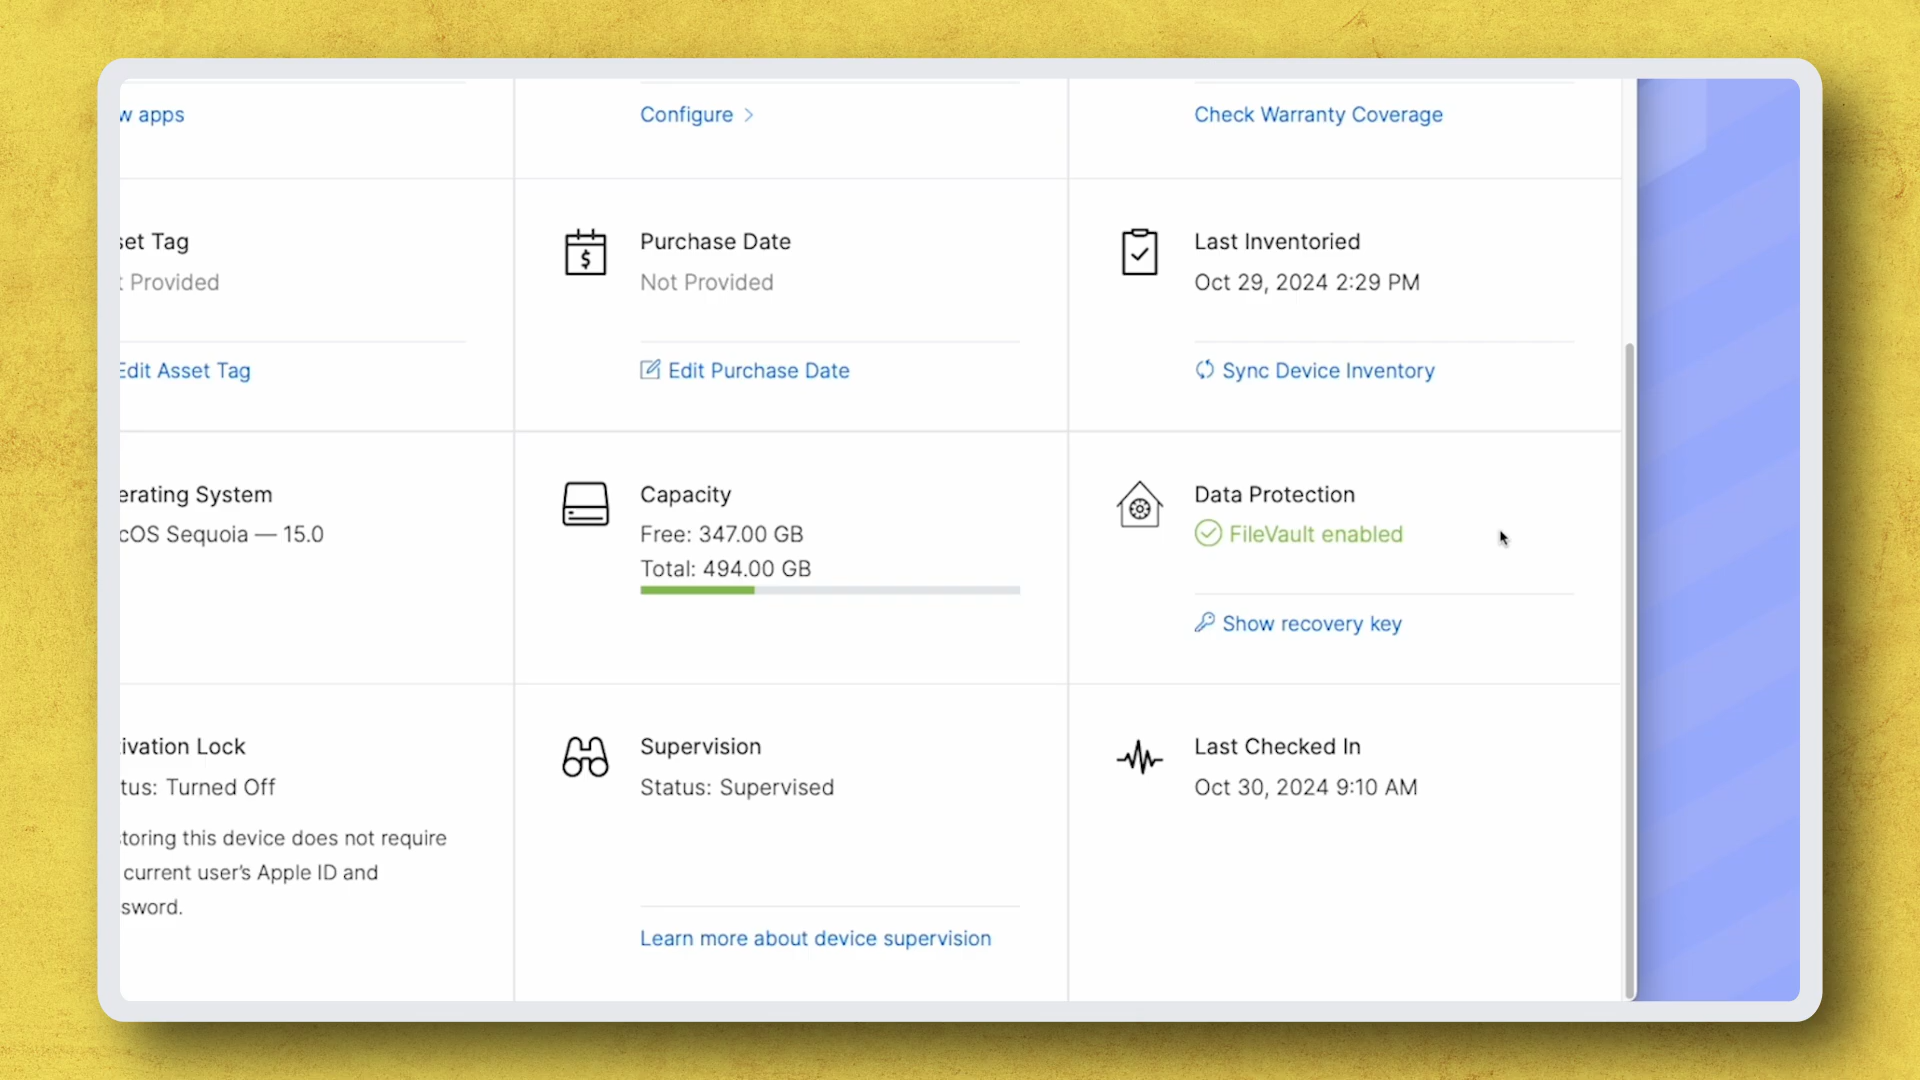 w apps
Configure >
Check Warranty Coverage
set Tag
Provided
Purchase Date
Not Provided
Last Inventoried
Oct 29, 2024 2:29 PM
Edit Asset Tag
Edit Purchase Date
Sync Device Inventory
erating System
cOS Sequoia — 15.0
Capacity
Free: 347.00 GB
Total: 494.00 GB
Data Protection
FileVault enabled
Show recovery key
ivation Lock
tus: Turned Off
storing this device does not require
current user's Apple ID and
sword.
Supervision
Status: Supervised
Learn more about device supervision
Last Checked In
Oct 30, 2024 9:10 AM